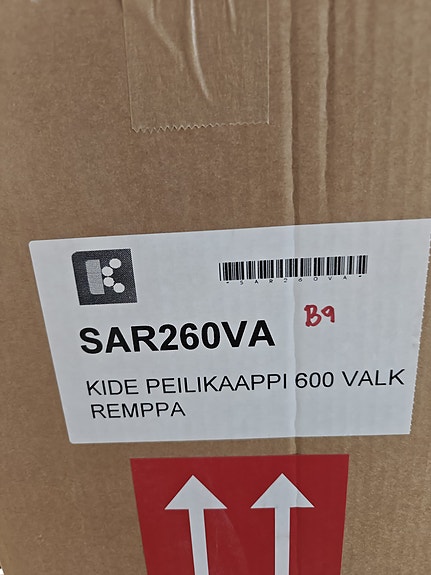 *SAR260VA*
SAR260VA
B9
KIDE PEILIKAAPPI 600 VALK
REMPPA